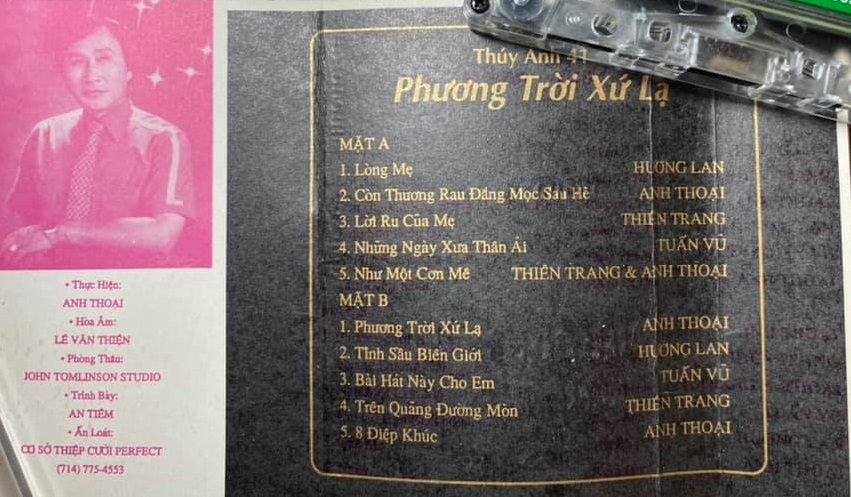 • Thực Hiện:
ANH THOẠI
• Hòa Âm:
LÊ VĂN THIỆN
• Phòng Thâu:
JOHN TOMLINSON STUDIO
• Trình Bày:
AN TIÊM
• Ấn Loát:
CƠ SỞ THIỆP CƯỚI PERFECT
(714) 775-4553
Thúy Anh 41
Phương Trời Xứ Lạ
MẶT A
1. Lòng Mẹ HƯƠNG LAN
2. Còn Thương Rau Đắng Mọc Sau Hè ANH THOẠI
3. Lời Ru Của Mẹ THIÊN TRANG
4. Những Ngày Xưa Thân Ái TUẤN VŨ
5. Như Một Cơn Mê THIÊN TRANG & ANH THOẠI
MẶT B
1. Phương Trời Xứ Lạ ANH THOẠI
2. Tình Sầu Biên Giới HƯƠNG LAN
3. Bài Hát Này Cho Em TUẤN VŨ
4. Trên Quãng Đường Mòn THIÊN TRANG
5. 8 Điệp Khúc ANH THOẠI